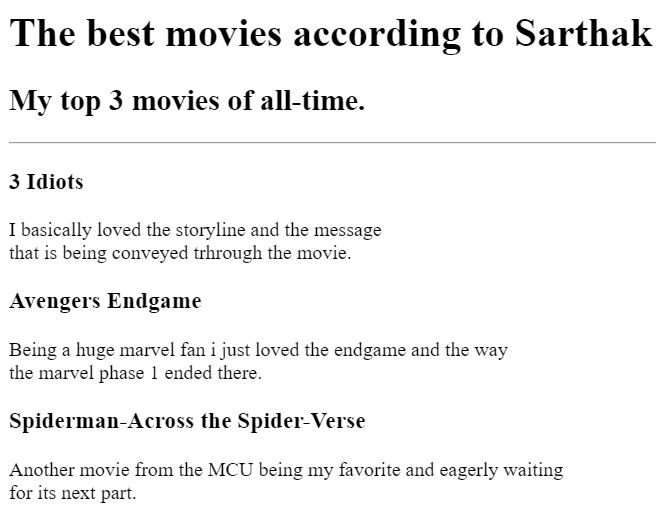 The best movies according to Sarthak
My top 3 movies of all-time.
3 Idiots
I basically loved the storyline and the message
that is being conveyed trhrough the movie.
Avengers Endgame
Being a huge marvel fan i just loved the endgame and the way
the marvel phase 1 ended there.
Spiderman-Across the Spider-Verse
Another movie from the MCU being my favorite and eagerly waiting
for its next part.